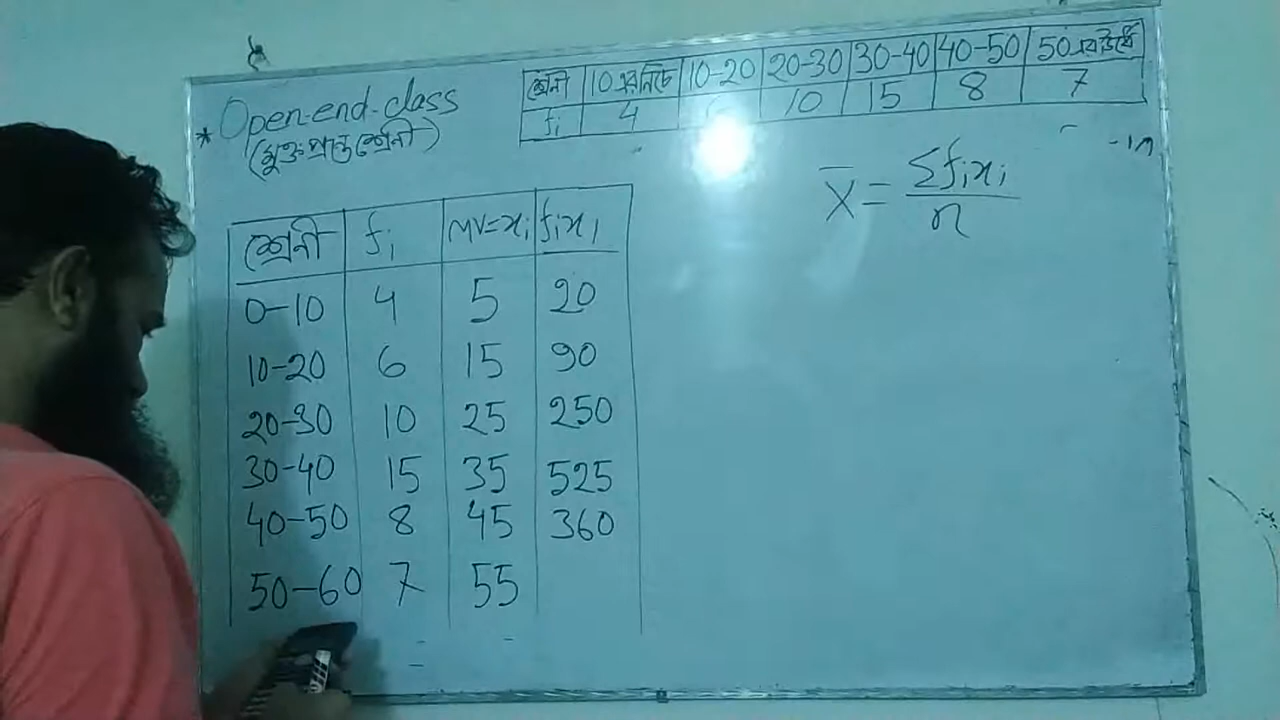 * Open-end-class
(মুক্ত প্রান্ত শ্রেনী)
শ্রেনী 10 এর নিচে 10-20 20-30 30-40 40-50 50 এর উর্ধে
fi 4 10 15 8 7
X̄ = Σfixi / n
শ্রেনী fi MV=xi fixi
0-10 4 5 20
10-20 6 15 90
20-30 10 25 250
30-40 15 35 525
40-50 8 45 360
50-60 7 55